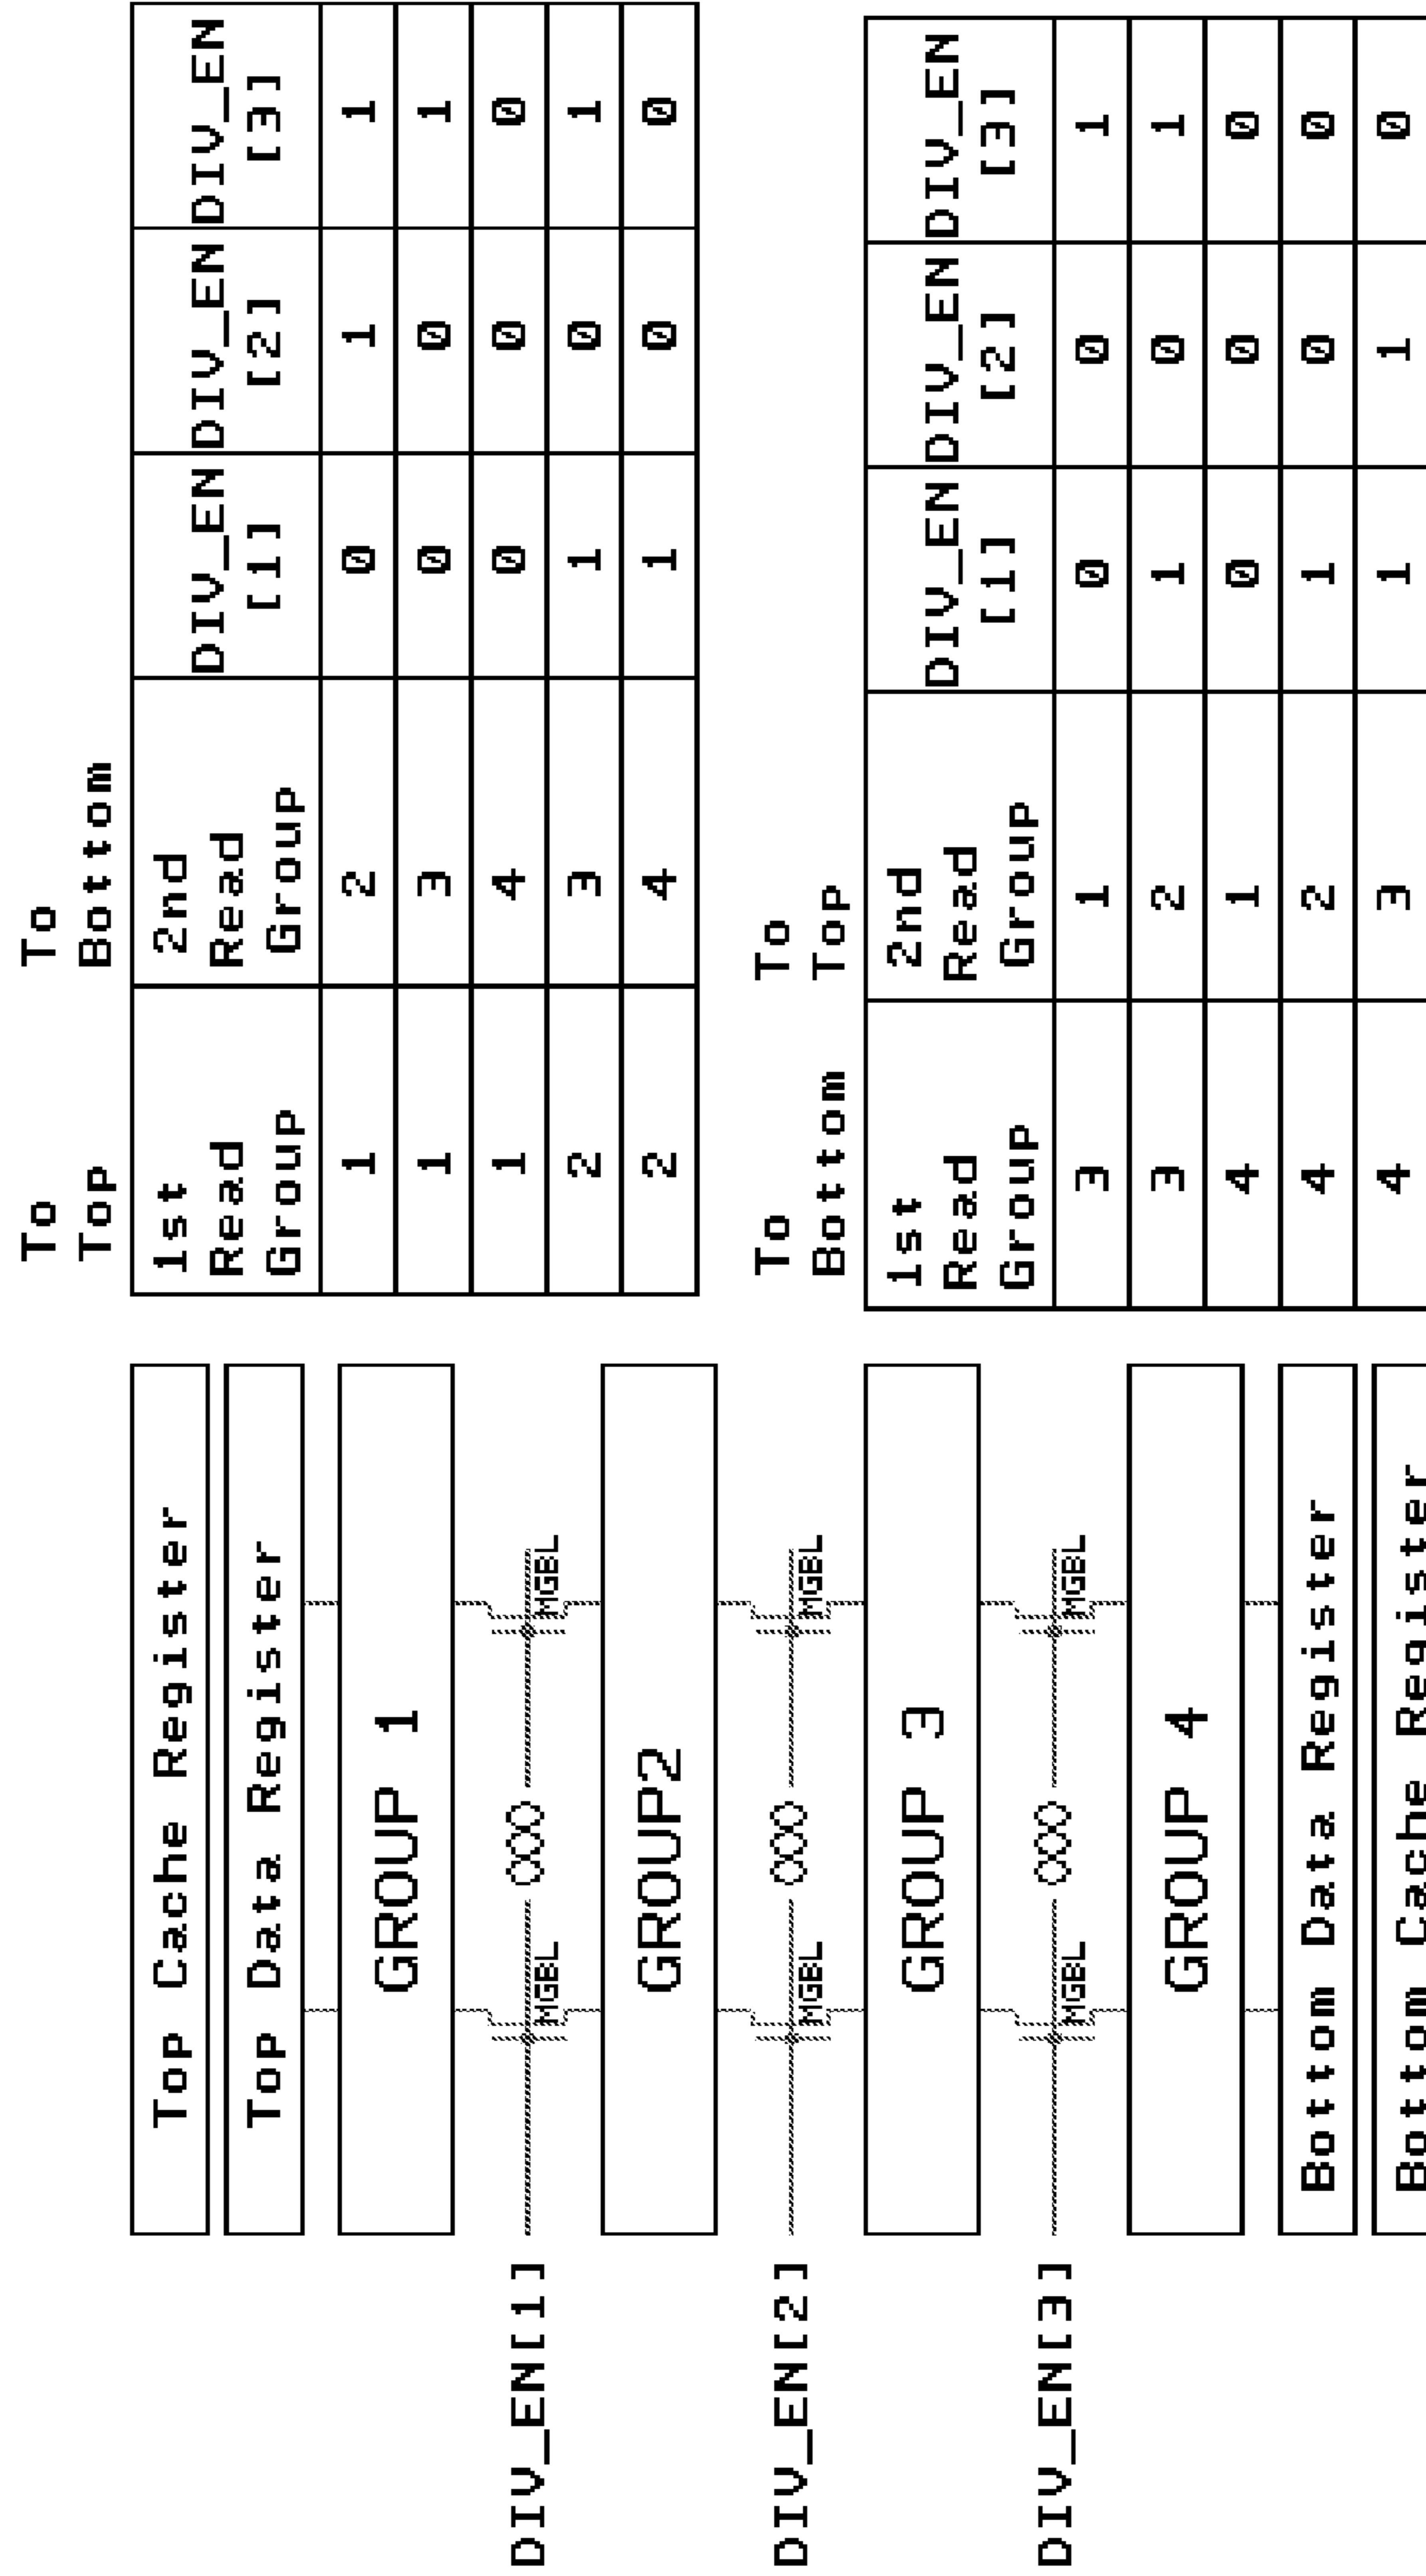 To
Top
To
Bottom
1st
Read
Group
2nd
Read
Group
DIV_EN
[1]
DIV_EN
[2]
DIV_EN
[3]
1 2 0 1 1
1 3 0 0 1
1 4 0 0 0
2 3 1 0 1
2 4 1 0 0
To
Bottom
To
Top
1st
Read
Group
2nd
Read
Group
DIV_EN
[1]
DIV_EN
[2]
DIV_EN
[3]
3 1 0 0 1
3 2 1 0 1
4 1 0 0 0
4 2 1 0 0
4 3 1 1 0
Top Cache Register
Top Data Register
GROUP 1
DIV_EN[1]
MGBL
MGBL
GROUP2
DIV_EN[2]
MGBL
MGBL
GROUP 3
DIV_EN[3]
MGBL
MGBL
GROUP 4
Bottom Data Register
Bottom Cache Register